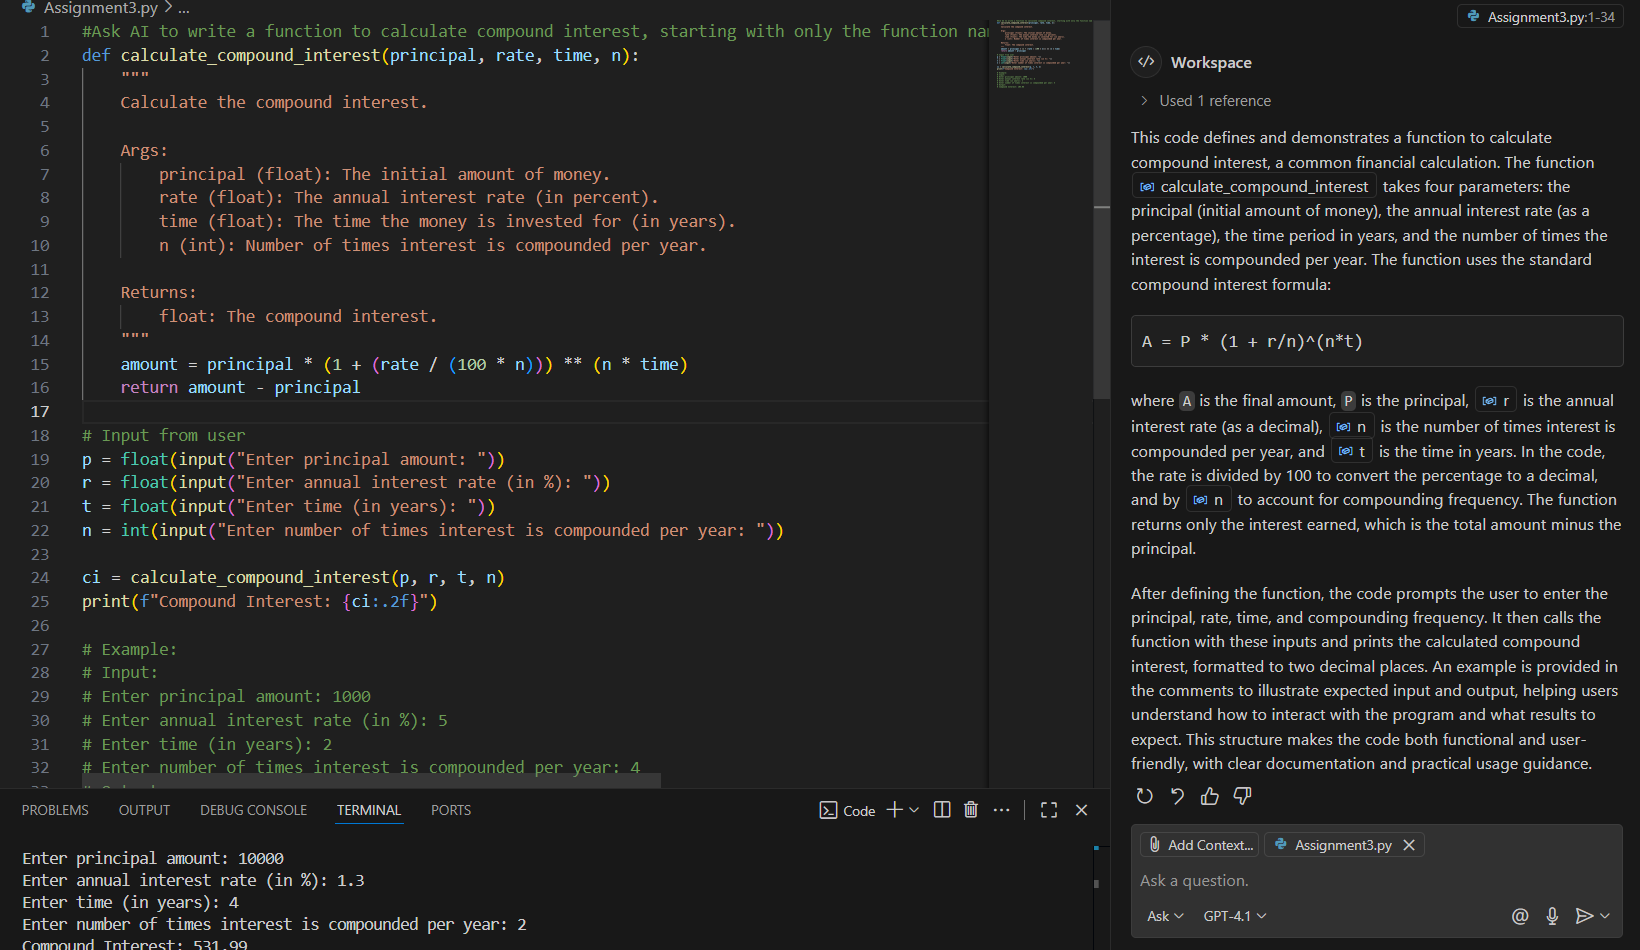 Assignment3.py > ...
1 #Ask AI to write a function to calculate compound interest, starting with only the function
2 def calculate_compound_interest(principal, rate, time, n):
3 """
4 Calculate the compound interest.
5
6 Args:
7 principal (float): The initial amount of money.
8 rate (float): The annual interest rate (in percent).
9 time (float): The time the money is invested for (in years).
10 n (int): Number of times interest is compounded per year.
11
12 Returns:
13 float: The compound interest.
14 """
15 amount = principal * (1 + (rate / (100 * n))) ** (n * time)
16 return amount - principal
17
18 # Input from user
19 p = float(input("Enter principal amount: "))
20 r = float(input("Enter annual interest rate (in %): "))
21 t = float(input("Enter time (in years): "))
22 n = int(input("Enter number of times interest is compounded per year: "))
23
24 ci = calculate_compound_interest(p, r, t, n)
25 print(f"Compound Interest: {ci:.2f}")
26
27 # Example:
28 # Input:
29 # Enter principal amount: 1000
30 # Enter annual interest rate (in %): 5
31 # Enter time (in years): 2
32 # Enter number of times interest is compounded per year: 4
PROBLEMS OUTPUT DEBUG CONSOLE TERMINAL PORTS
Code
Enter principal amount: 10000
Enter annual interest rate (in %): 1.3
Enter time (in years): 4
Enter number of times interest is compounded per year: 2
Compound Interest: 531.99
Assignment3.py:1-34
Workspace
> Used 1 reference
This code defines and demonstrates a function to calculate
compound interest, a common financial calculation. The function
calculate_compound_interest takes four parameters: the
principal (initial amount of money), the annual interest rate (as a
percentage), the time period in years, and the number of times the
interest is compounded per year. The function uses the standard
compound interest formula:
A = P * (1 + r/n)^(n*t)
where A is the final amount, P is the principal, r is the annual
interest rate (as a decimal), n is the number of times interest is
compounded per year, and t is the time in years. In the code,
the rate is divided by 100 to convert the percentage to a decimal,
and by n to account for compounding frequency. The function
returns only the interest earned, which is the total amount minus the
principal.
After defining the function, the code prompts the user to enter the
principal, rate, time, and compounding frequency. It then calls the
function with these inputs and prints the calculated compound
interest, formatted to two decimal places. An example is provided in
the comments to illustrate expected input and output, helping users
understand how to interact with the program and what results to
expect. This structure makes the code both functional and user-
friendly, with clear documentation and practical usage guidance.
Add Context... Assignment3.py
Ask a question.
Ask GPT-4.1